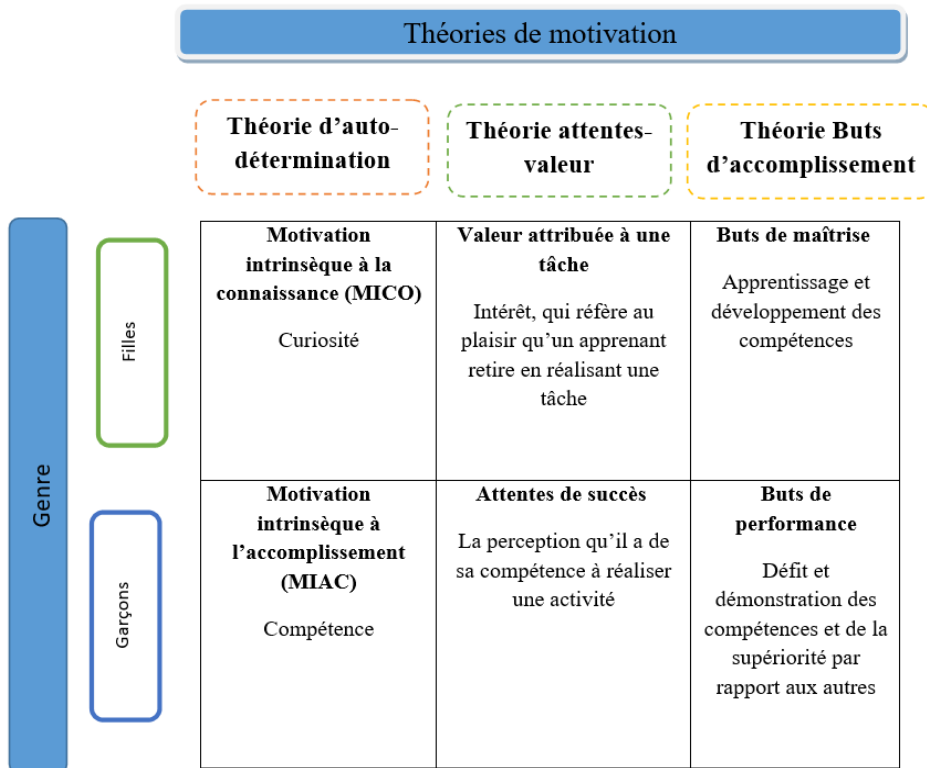 Théories de motivation
Théorie d'auto-
détermination
Théorie attentes-
valeur
Théorie Buts
d'accomplissement
Genre
Filles
Motivation
intrinsèque à la
connaissance (MICO)
Curiosité
Valeur attribuée à une
tâche
Intérêt, qui réfère au
plaisir qu'un apprenant
retire en réalisant une
tâche
Buts de maîtrise
Apprentissage et
développement des
compétences
Garçons
Motivation
intrinsèque à
l'accomplissement
(MIAC)
Compétence
Attentes de succès
La perception qu'il a de
sa compétence à réaliser
une activité
Buts de
performance
Défit et
démonstration des
compétences et de la
supériorité par
rapport aux autres